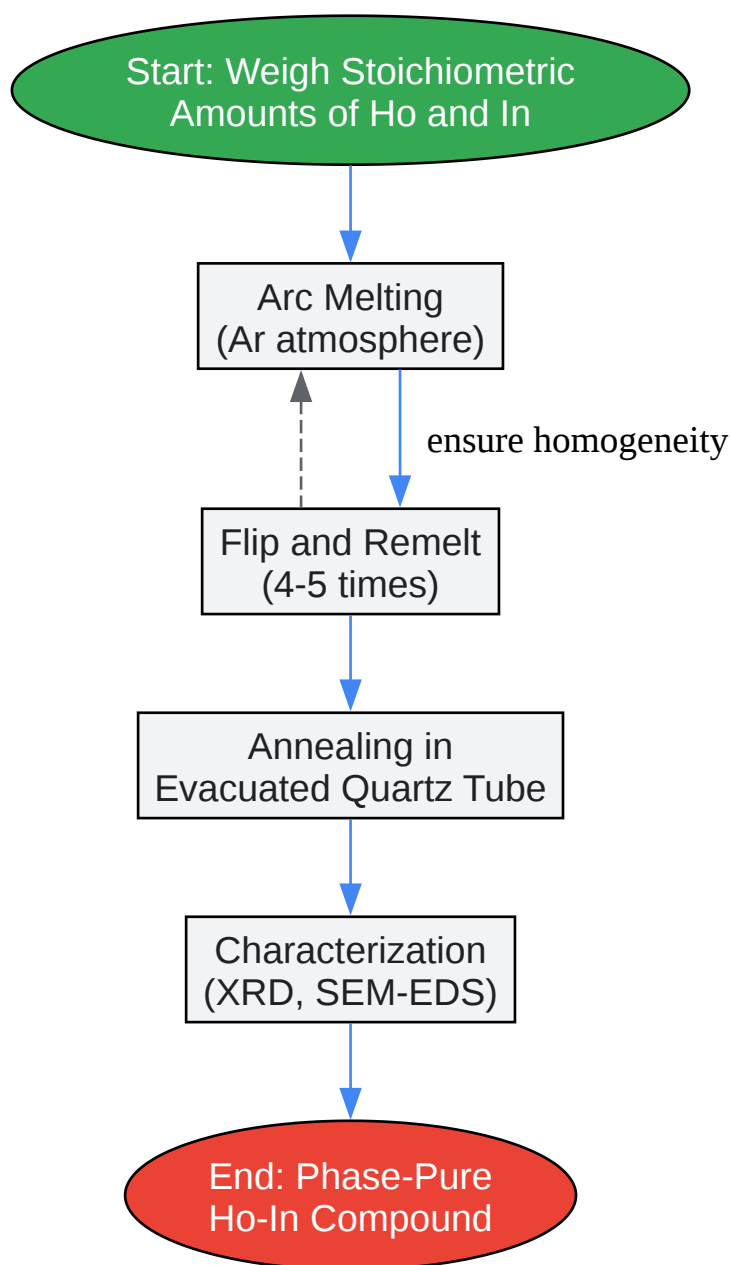 Start: Weigh Stoichiometric
Amounts of Ho and In
Arc Melting
(Ar atmosphere)
ensure homogeneity
Flip and Remelt
(4-5 times)
Annealing in
Evacuated Quartz Tube
Characterization
(XRD, SEM-EDS)
End: Phase-Pure
Ho-In Compound